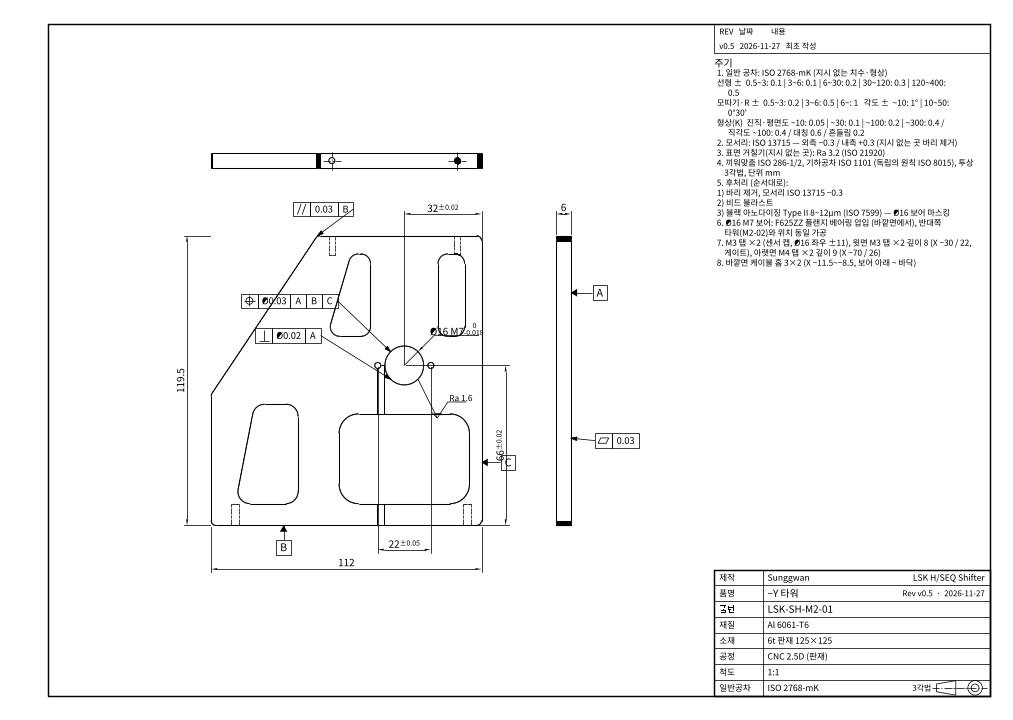 REV 날짜 내용
v0.5 2026-11-27 최초 작성
주기
1. 일반 공차: ISO 2768-mK (지시 없는 치수·형상)
선형 ± 0.5~3: 0.1 | 3~6: 0.1 | 6~30: 0.2 | 30~120: 0.3 | 120~400:
0.5
모따기·R ± 0.5~3: 0.2 | 3~6: 0.5 | 6~: 1 각도 ± ~10: 1° | 10~50:
0°30'
형상(K) 진직·평면도 ~10: 0.05 | ~30: 0.1 | ~100: 0.2 | ~300: 0.4 /
직각도 ~100: 0.4 / 대칭 0.6 / 흔들림 0.2
2. 모서리: ISO 13715 — 외측 −0.3 / 내측 +0.3 (지시 없는 곳 바리 제거)
3. 표면 거칠기(지시 없는 곳): Ra 3.2 (ISO 21920)
4. 끼워맞춤 ISO 286-1/2, 기하공차 ISO 1101 (독립의 원칙 ISO 8015), 투상
3각법, 단위 mm
5. 후처리 (순서대로):
1) 바리 제거, 모서리 ISO 13715 −0.3
2) 비드 블라스트
3) 블랙 아노다이징 Type II 8~12μm (ISO 7599) — Ø16 보어 마스킹
6. Ø16 M7 보어: F625ZZ 플랜지 베어링 압입 (바깥면에서), 반대쪽
타워(M2-02)와 위치 동일 가공
7. M3 탭 ×2 (센서 캡, Ø16 좌우 ±11), 윗면 M3 탭 ×2 깊이 8 (X −30 / 22,
게이트), 아랫면 M4 탭 ×2 깊이 9 (X −70 / 26)
8. 바깥면 케이블 홈 3×2 (X −11.5~−8.5, 보어 아래 ~ 바닥)
// 0.03 B
32±0.02
6
A
⌖ Ø0.03 A B C
⊥ Ø0.02 A
Ø16 M7 0 -0.018
119.5
Ra 1.6
66±0.02
C
▱ 0.03
22±0.05
B
112
제작 Sunggwan LSK H/SEQ Shifter
품명 −Y 타워 Rev v0.5 · 2026-11-27
품번 LSK-SH-M2-01
재질 Al 6061-T6
소재 6t 판재 125×125
공정 CNC 2.5D (판재)
척도 1:1
일반공차 ISO 2768-mK 3각법